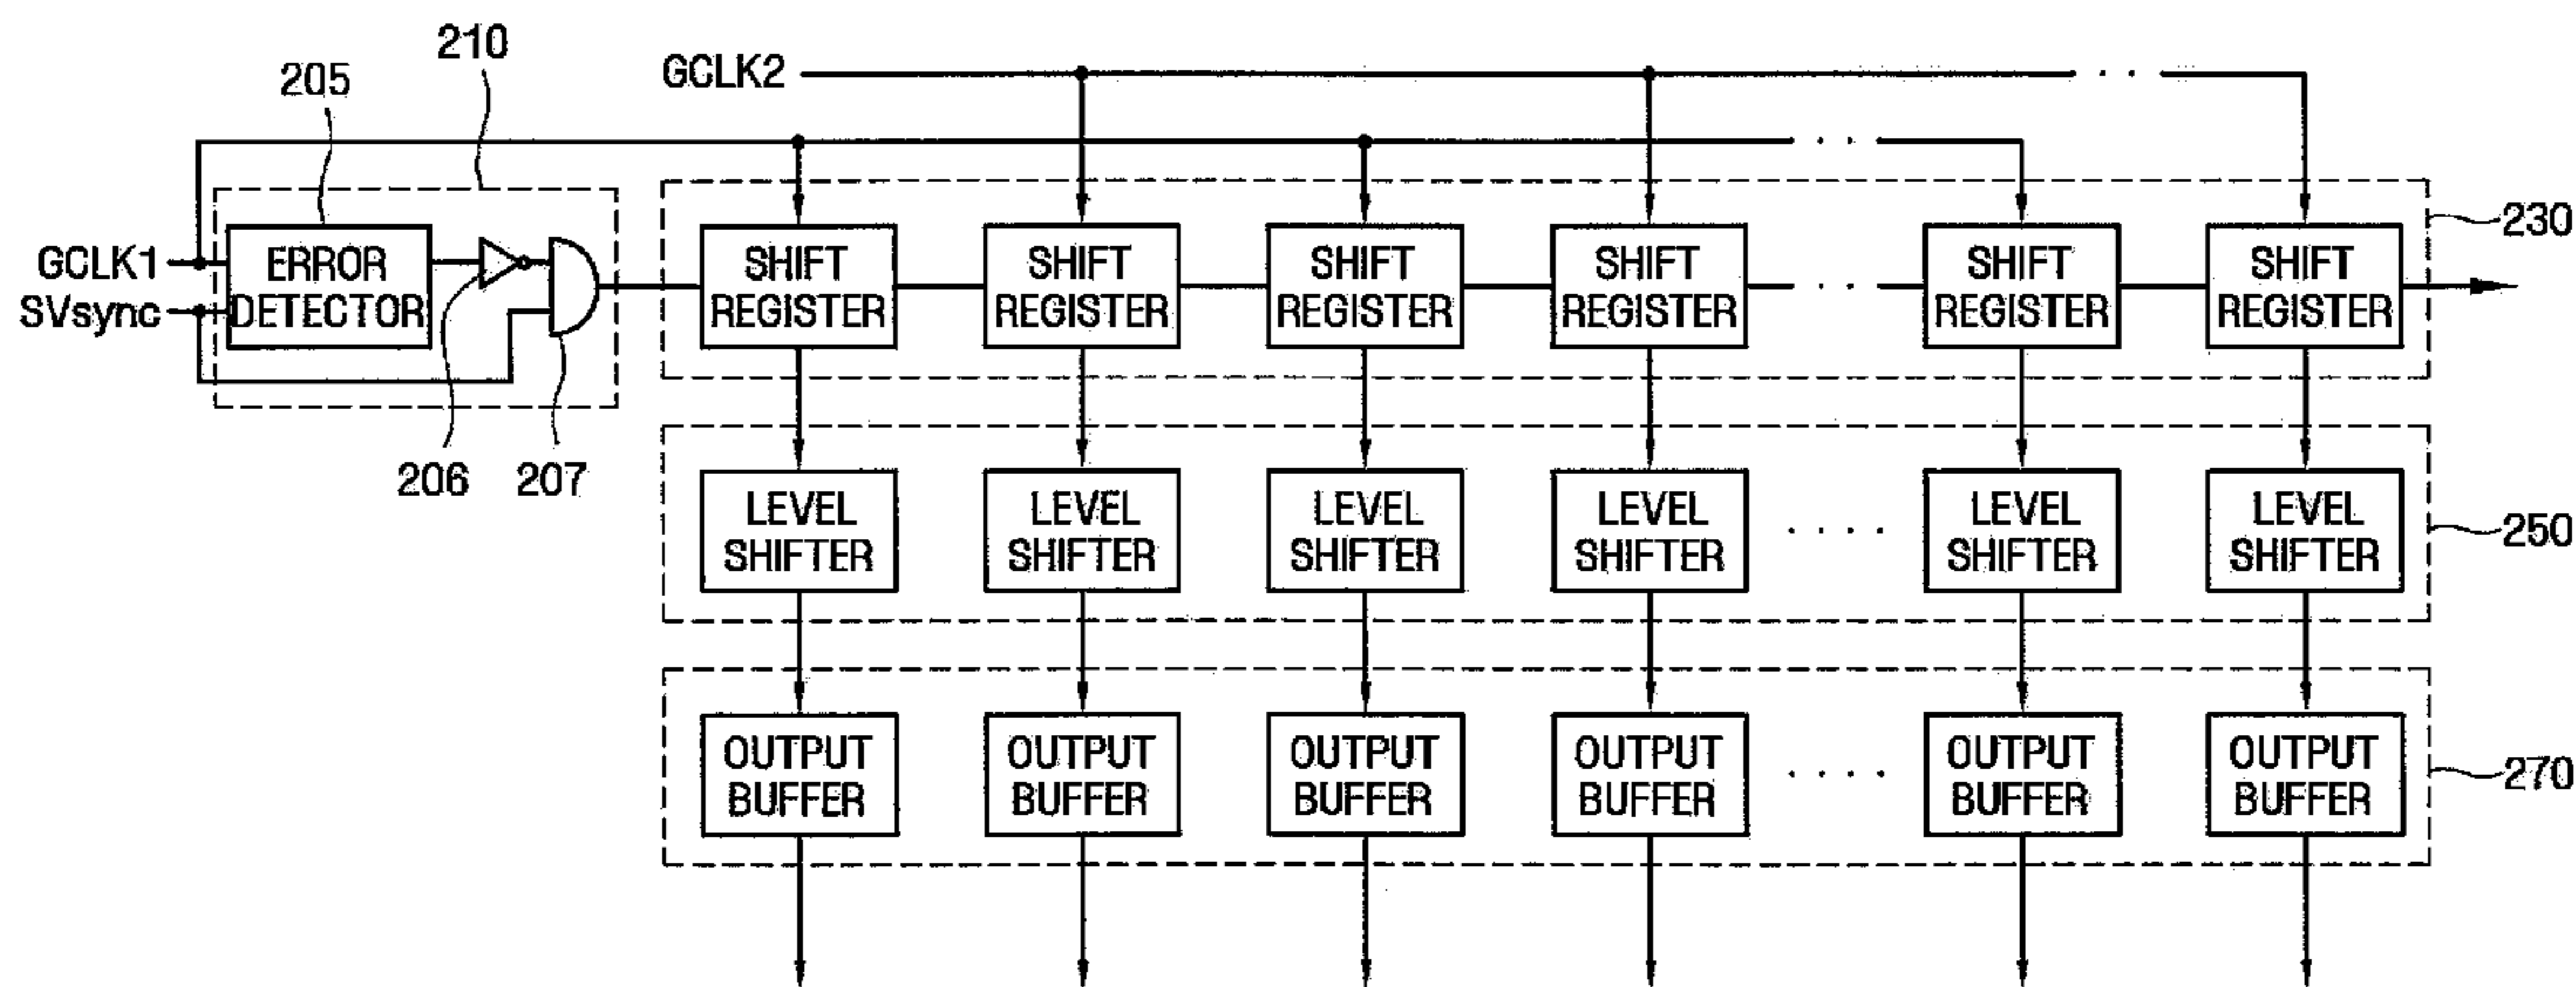 210
205
GCLK2
GCLK1
SVsync
ERROR
DETECTOR
206
207
SHIFT
REGISTER
SHIFT
REGISTER
SHIFT
REGISTER
SHIFT
REGISTER
SHIFT
REGISTER
SHIFT
REGISTER
230
LEVEL
SHIFTER
LEVEL
SHIFTER
LEVEL
SHIFTER
LEVEL
SHIFTER
LEVEL
SHIFTER
LEVEL
SHIFTER
250
OUTPUT
BUFFER
OUTPUT
BUFFER
OUTPUT
BUFFER
OUTPUT
BUFFER
OUTPUT
BUFFER
OUTPUT
BUFFER
270